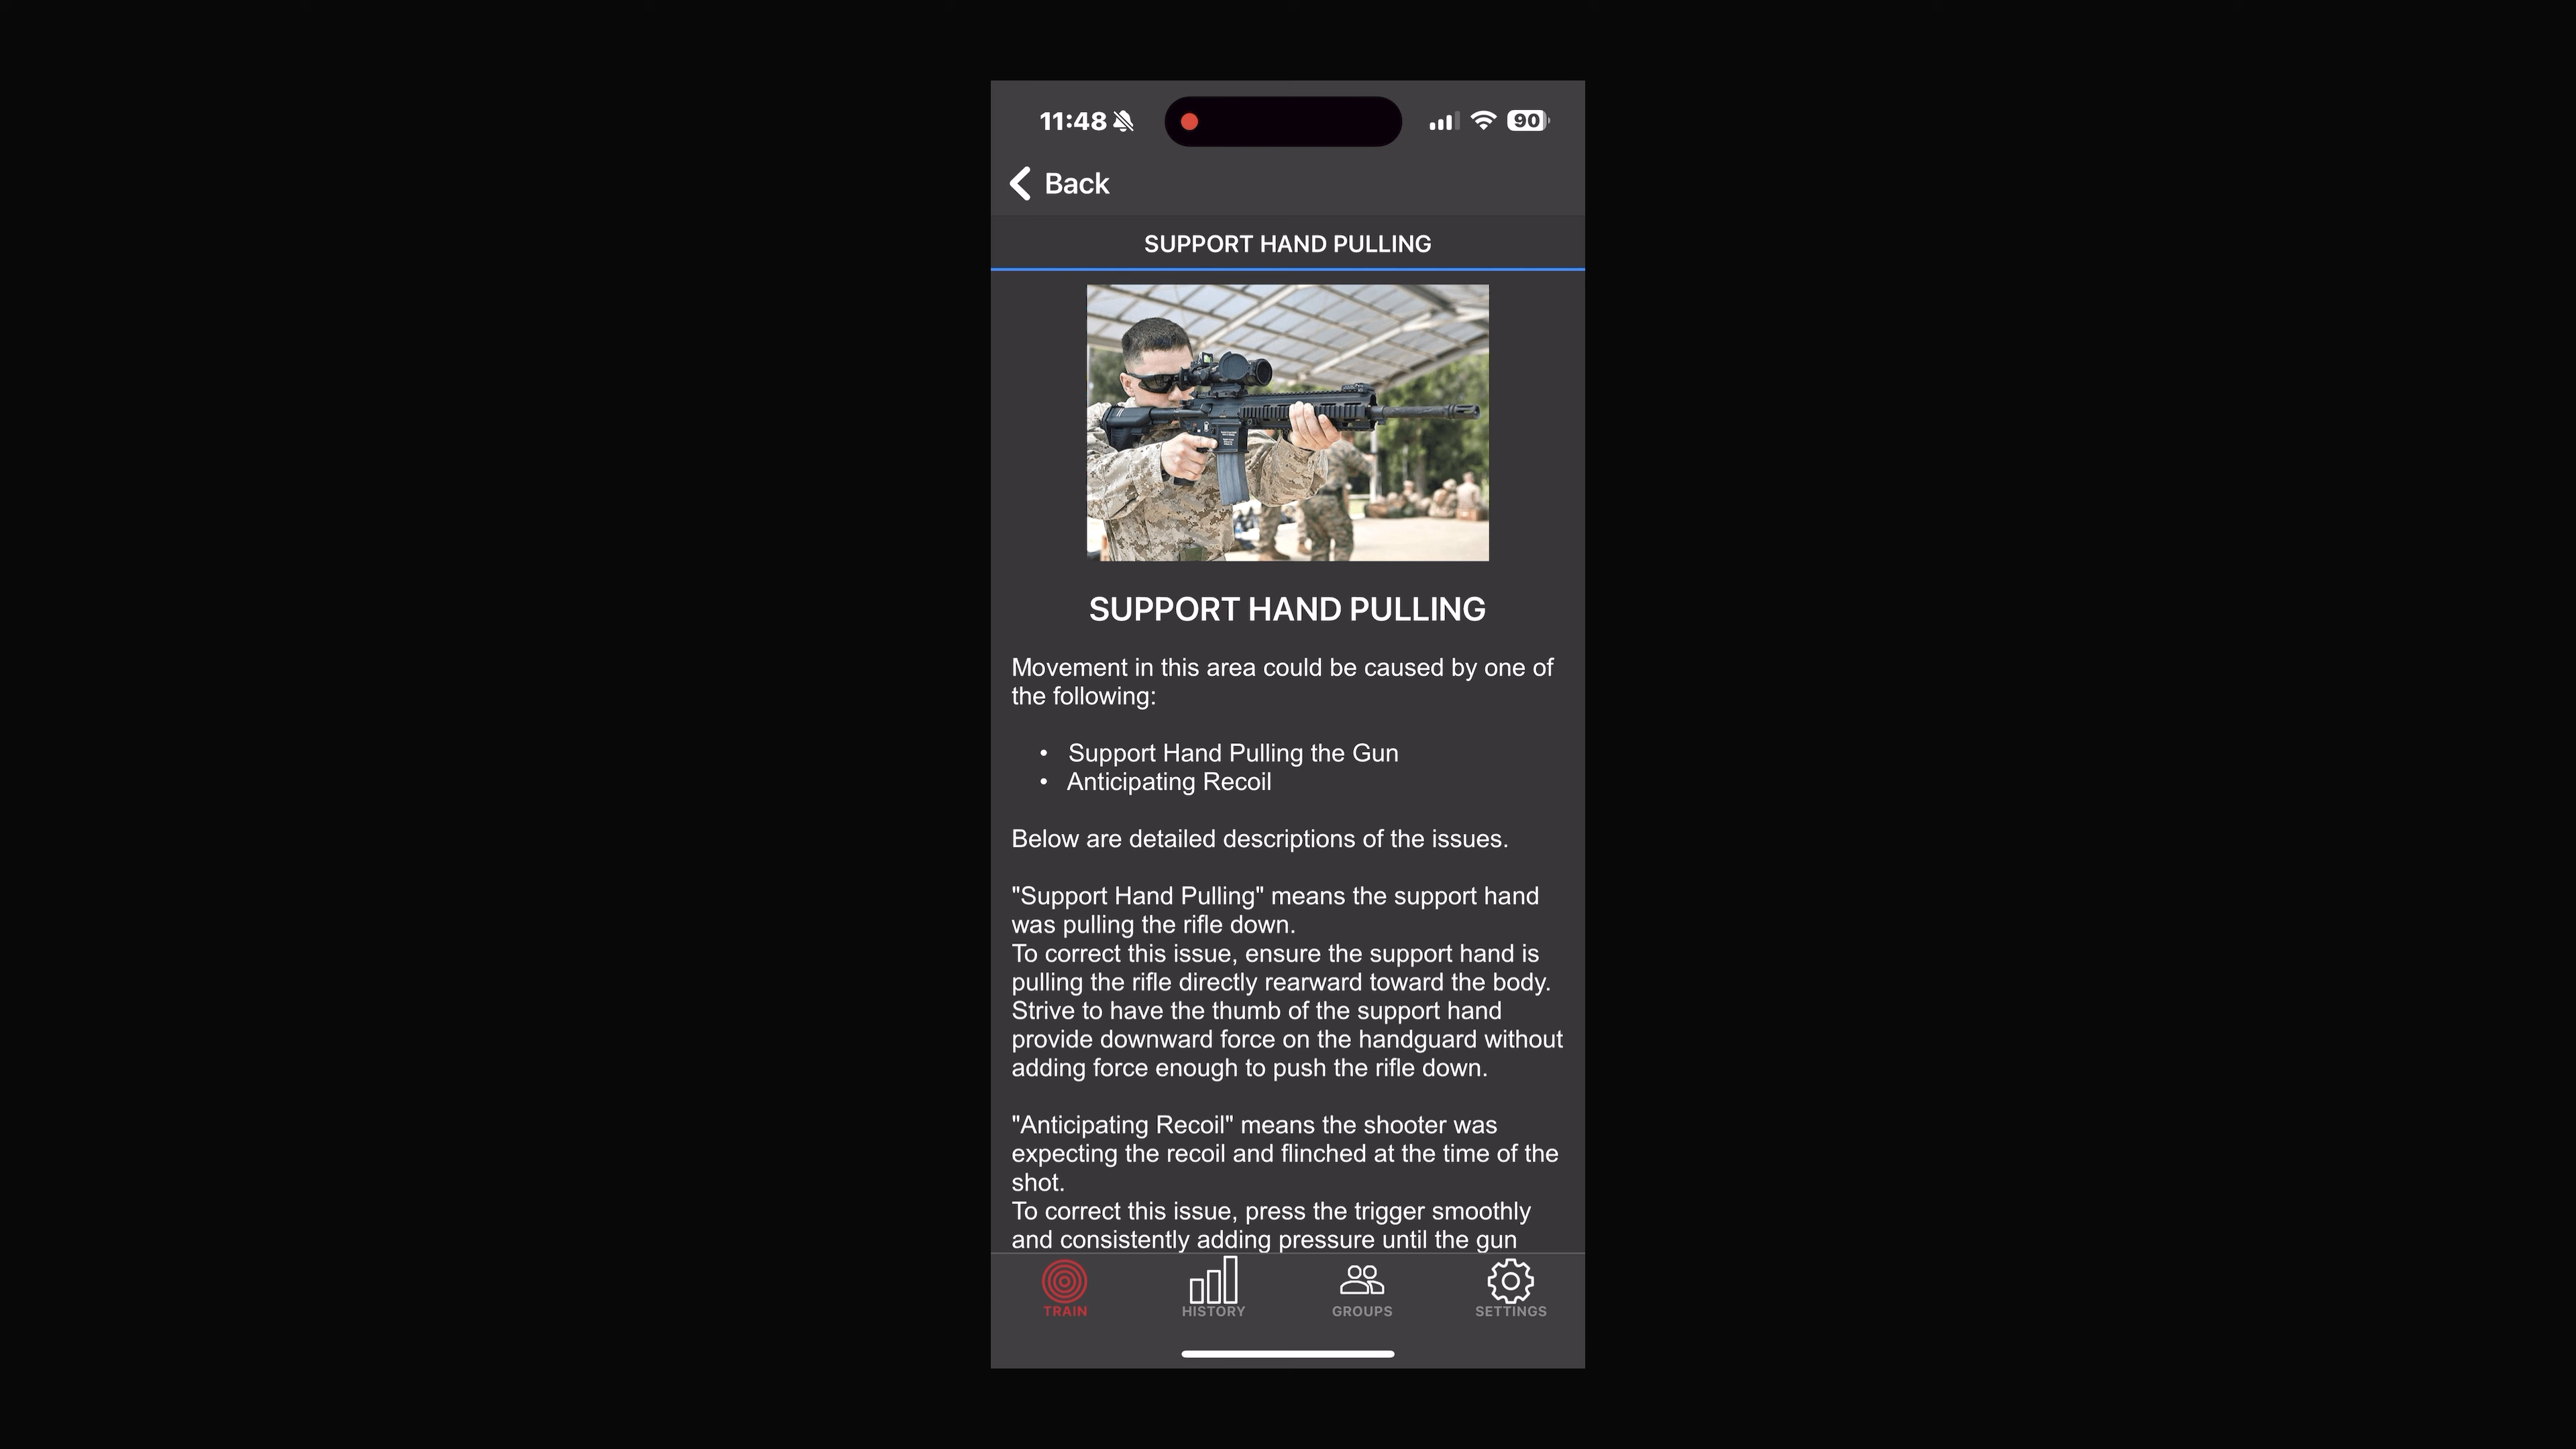 11:48
90
Back
SUPPORT HAND PULLING
SUPPORT HAND PULLING
Movement in this area could be caused by one of
the following:
• Support Hand Pulling the Gun
• Anticipating Recoil
Below are detailed descriptions of the issues.
"Support Hand Pulling" means the support hand
was pulling the rifle down.
To correct this issue, ensure the support hand is
pulling the rifle directly rearward toward the body.
Strive to have the thumb of the support hand
provide downward force on the handguard without
adding force enough to push the rifle down.
"Anticipating Recoil" means the shooter was
expecting the recoil and flinched at the time of the
shot.
To correct this issue, press the trigger smoothly
and consistently adding pressure until the gun
TRAIN
HISTORY
GROUPS
SETTINGS